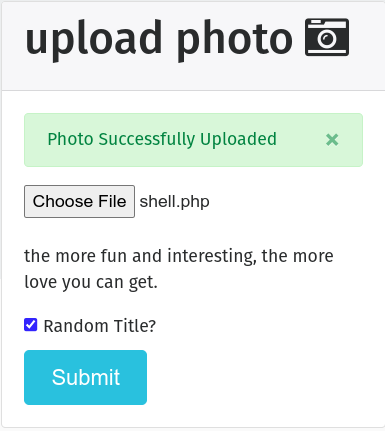 upload photo
Photo Successfully Uploaded ×
Choose File shell.php
the more fun and interesting, the more
love you can get.
Random Title?
Submit